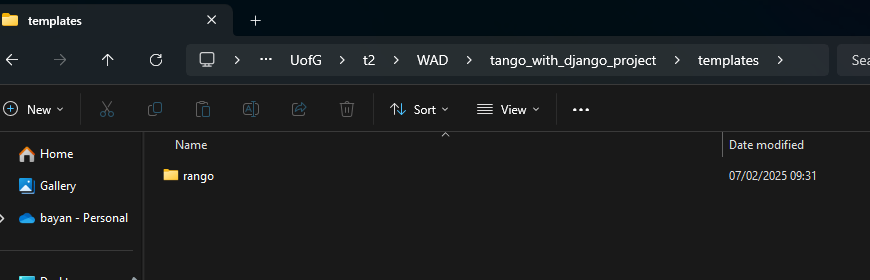 templates
UofG t2 WAD tango_with_django_project templates
New Sort View
Name Date modified
Home
rango 07/02/2025 09:31
Gallery
bayan - Personal